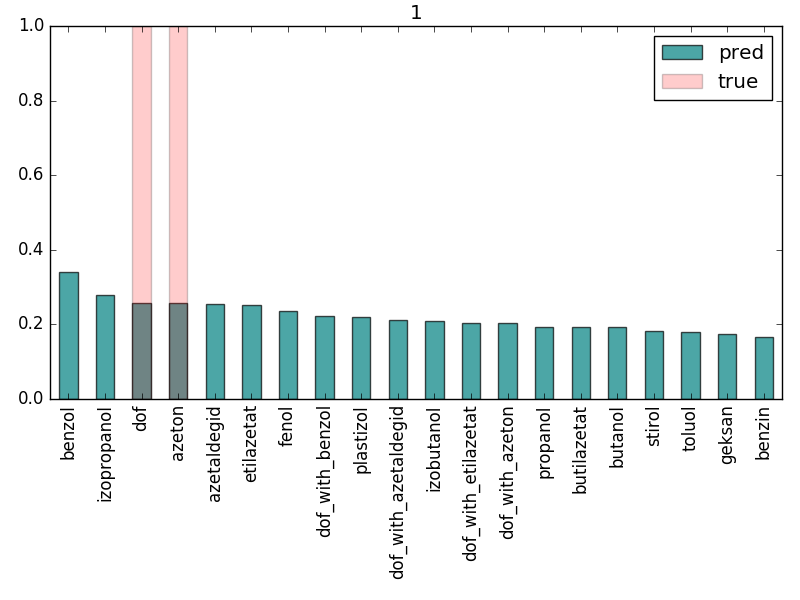 1
1.0
0.8
0.6
0.4
0.2
0.0
pred
true
benzol
izopropanol
dof
azeton
azetaldegid
etilazetat
fenol
dof_with_benzol
plastizol
dof_with_azetaldegid
izobutanol
dof_with_etilazetat
dof_with_azeton
propanol
butilazetat
butanol
stirol
toluol
geksan
benzin